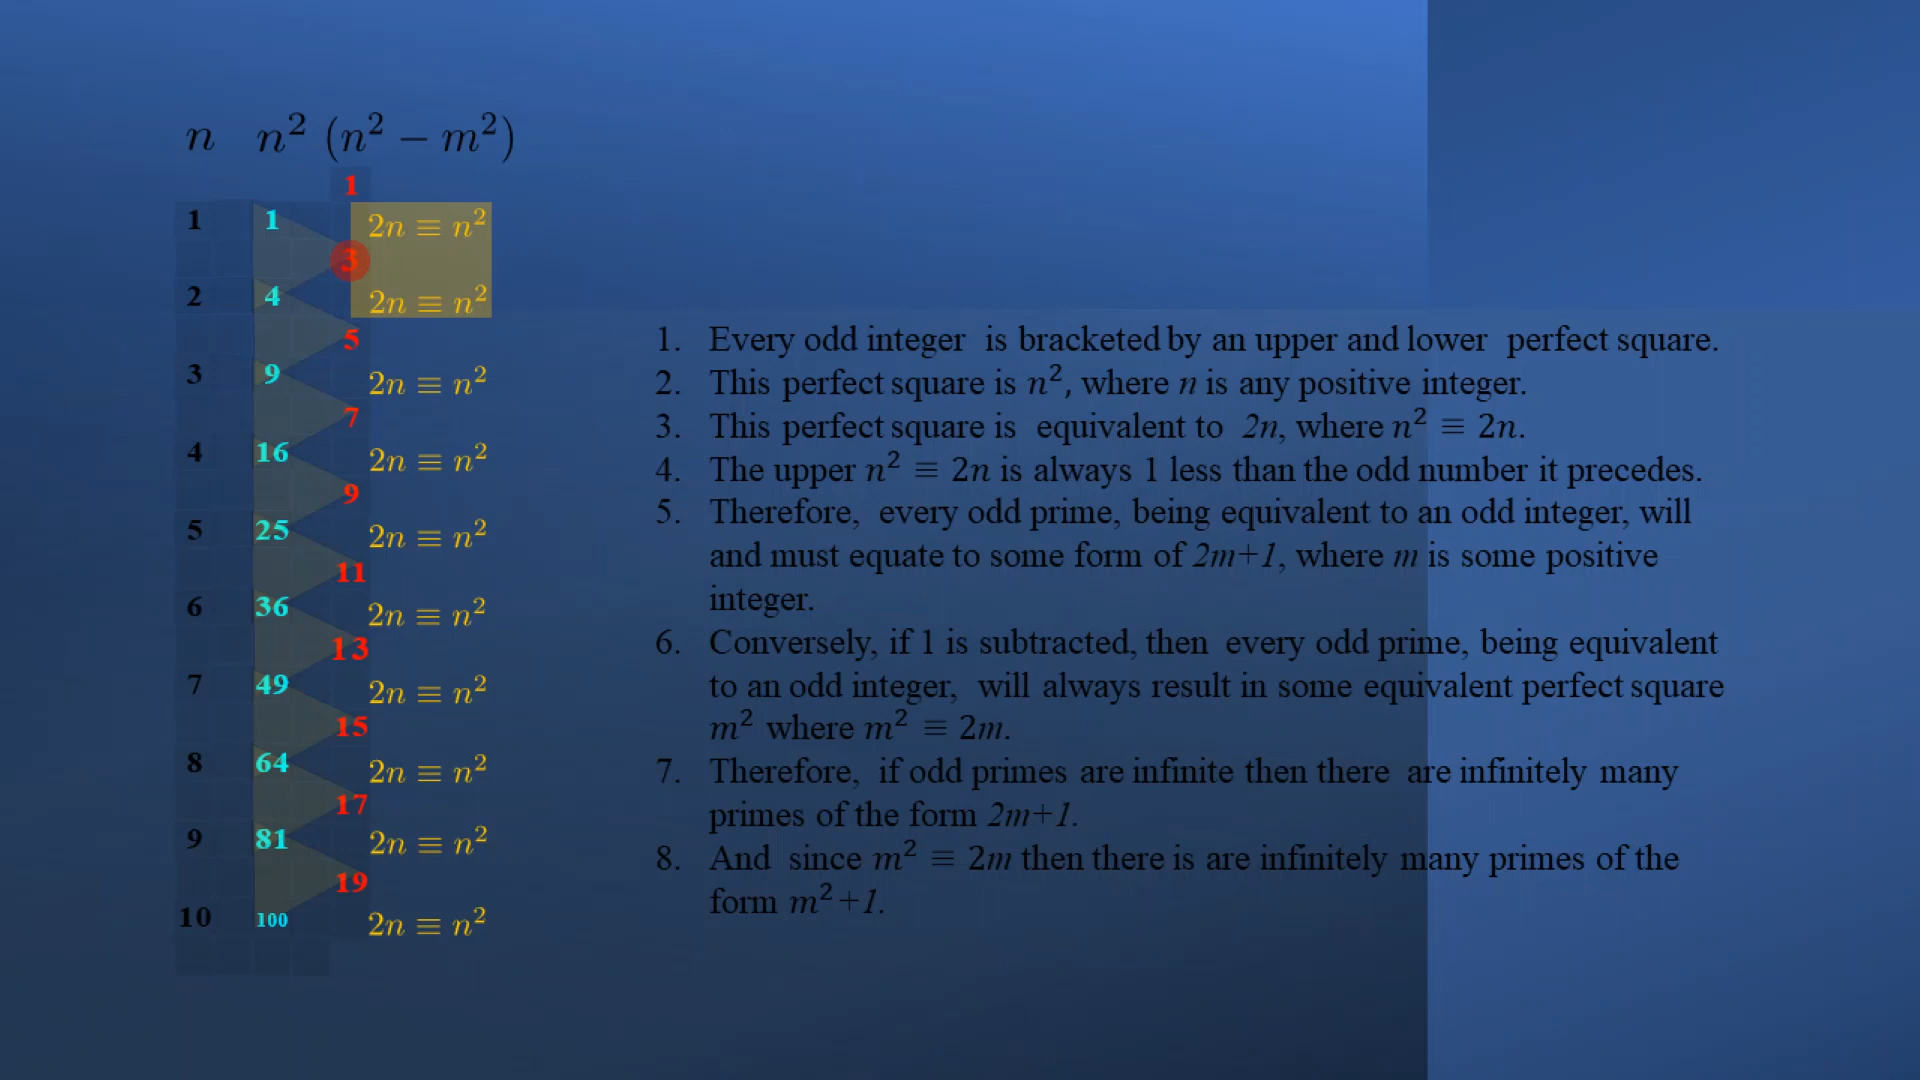 n n² (n² − m²)
1
1 1 2n ≡ n²
3
2 4 2n ≡ n²
5
3 9 2n ≡ n²
7
4 16 2n ≡ n²
9
5 25 2n ≡ n²
11
6 36 2n ≡ n²
13
7 49 2n ≡ n²
15
8 64 2n ≡ n²
17
9 81 2n ≡ n²
19
10 100 2n ≡ n²
1. Every odd integer is bracketed by an upper and lower perfect square.
2. This perfect square is n², where n is any positive integer.
3. This perfect square is equivalent to 2n, where n² ≡ 2n.
4. The upper n² ≡ 2n is always 1 less than the odd number it precedes.
5. Therefore, every odd prime, being equivalent to an odd integer, will
and must equate to some form of 2m+1, where m is some positive
integer.
6. Conversely, if 1 is subtracted, then every odd prime, being equivalent
to an odd integer, will always result in some equivalent perfect square
m² where m² ≡ 2m.
7. Therefore, if odd primes are infinite then there are infinitely many
primes of the form 2m+1.
8. And since m² ≡ 2m then there is are infinitely many primes of the
form m²+1.